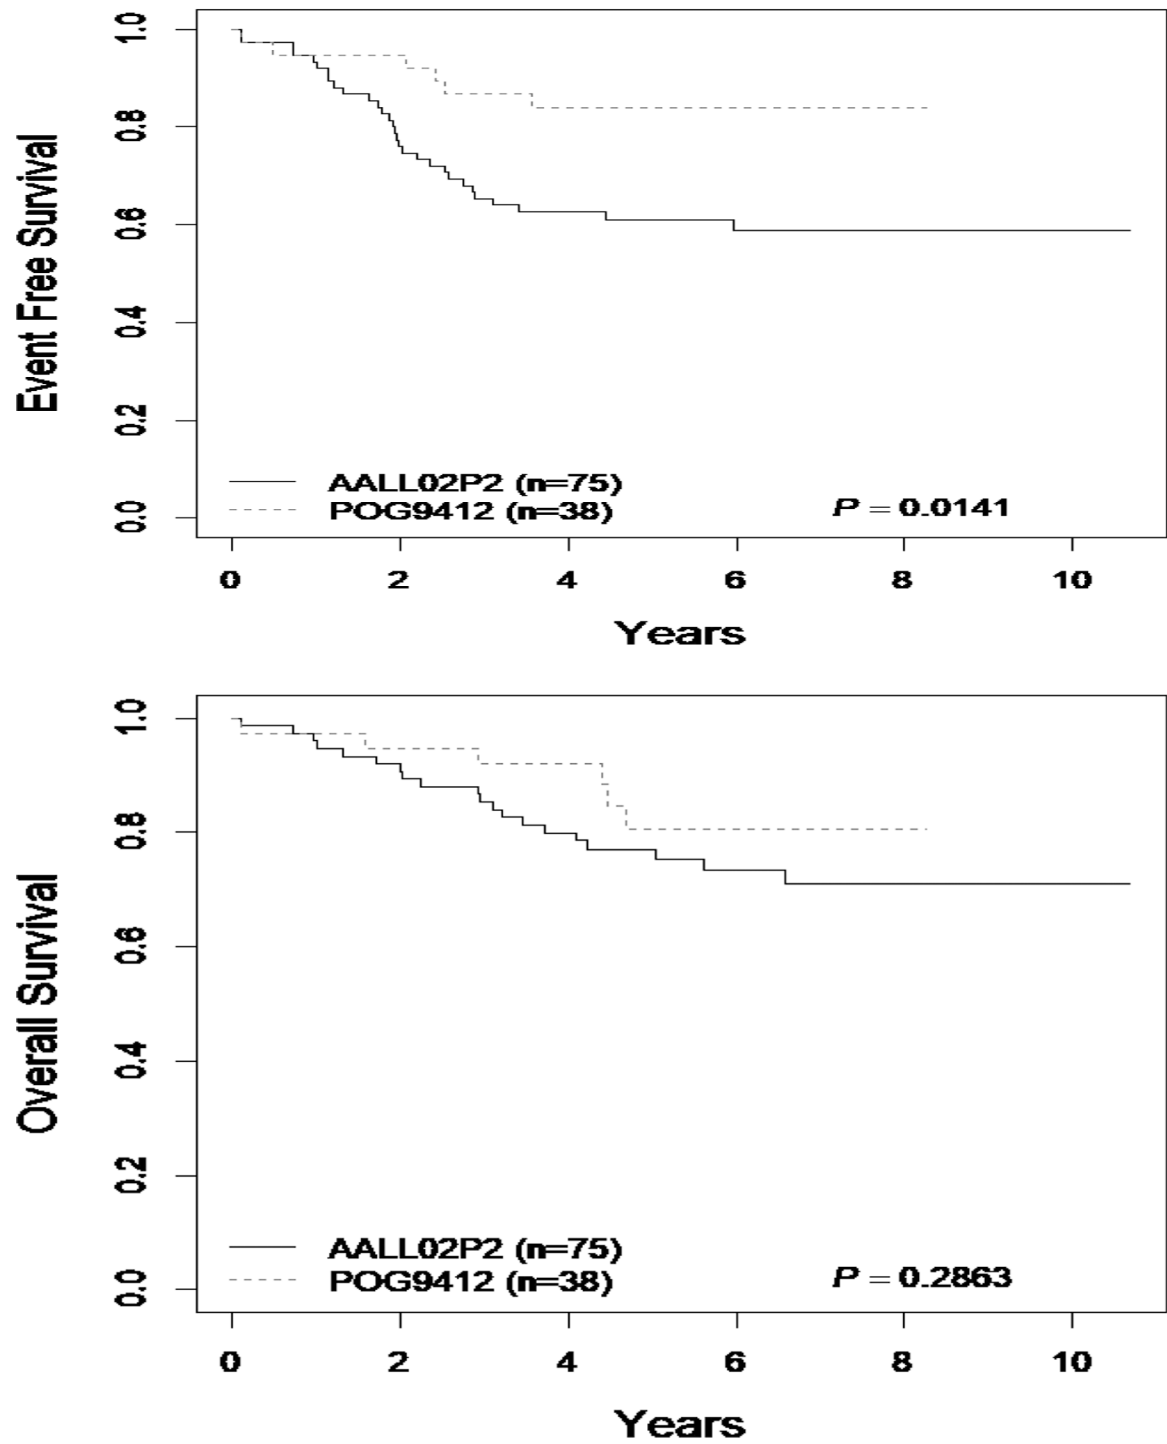 Event Free Survival
1.0
0.8
0.6
0.4
0.2
0.0
AALL02P2 (n=75)
POG9412 (n=38)
P = 0.0141
0 2 4 6 8 10
Years
Overall Survival
1.0
0.8
0.6
0.4
0.2
0.0
AALL02P2 (n=75)
POG9412 (n=38)
P = 0.2863
0 2 4 6 8 10
Years